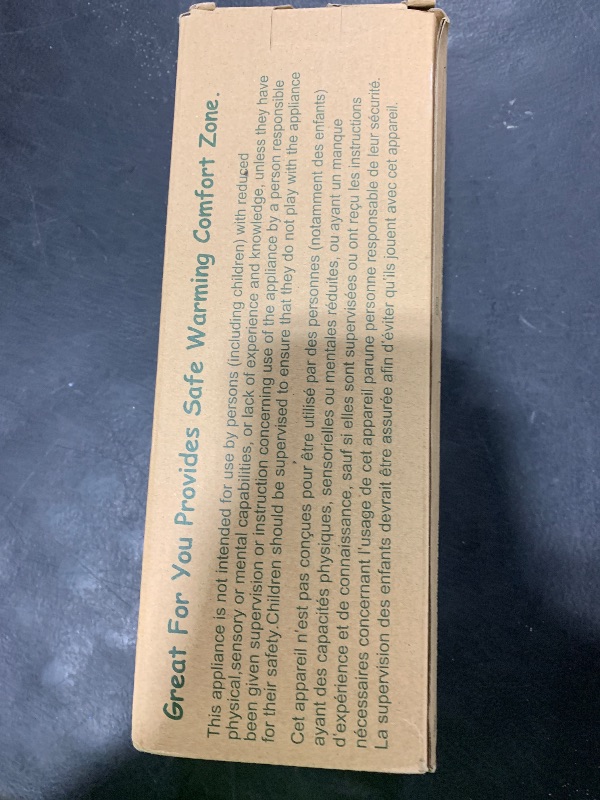 Great For You Provides Safe Warming Comfort Zone.
This appliance is not intended for use by persons (including children) with reduced
physical,sensory or mental capabilities, or lack of experience and knowledge, unless they have
been given supervision or instruction concerning use of the appliance by a person responsible
for their safety.Children should be supervised to ensure that they do not play with the appliance
Cet appareil n'est pas conçues pour être utilisé par des personnes (notamment des enfants)
ayant des capacités physiques, sensorielles ou mentales réduites, ou ayant un manque
d'expérience et de connaissance, sauf si elles sont supervisées ou ont reçu les instructions
nécessaires concernant l'usage de cet appareil parune personne responsable de leur sécurité.
La supervision des enfants devrait être assurée afin d'éviter qu'ils jouent avec cet appareil.